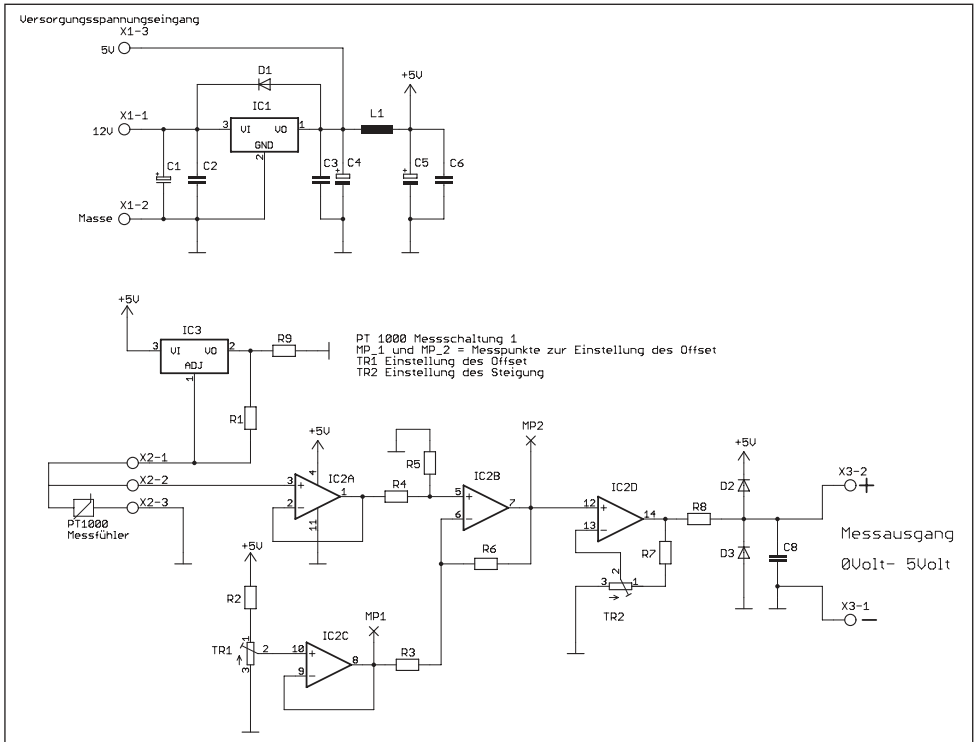 Versorgungsspannungseingang
X1-3
5V
D1
+5V
X1-1
IC1
L1
12V
3 VI VO 1
GND
2
C1 C2 C3 C4 C5 C6
+ + +
X1-2
Masse
+5V
IC3
R9
3 VI VO 2
ADJ
1
PT 1000 Messschaltung 1
MP_1 und MP_2 = Messpunkte zur Einstellung des Offset
TR1 Einstellung des Offset
TR2 Einstellung des Steigung
R1
+5V
MP2
+5V
X2-1
X2-2
X2-3
PT1000
Messfühler
IC2A
3 +
2 -
4
1
11
R5
R4
IC2B
5 +
6 -
7
R6
IC2D
12 +
13 -
14
R8
R7
D2
D3
C8
X3-2
+
Messausgang
0Volt- 5Volt
X3-1
-
3 2 1
TR2
+5V
R2
TR1
1
2
3
IC2C
10 +
9 -
8
MP1
R3